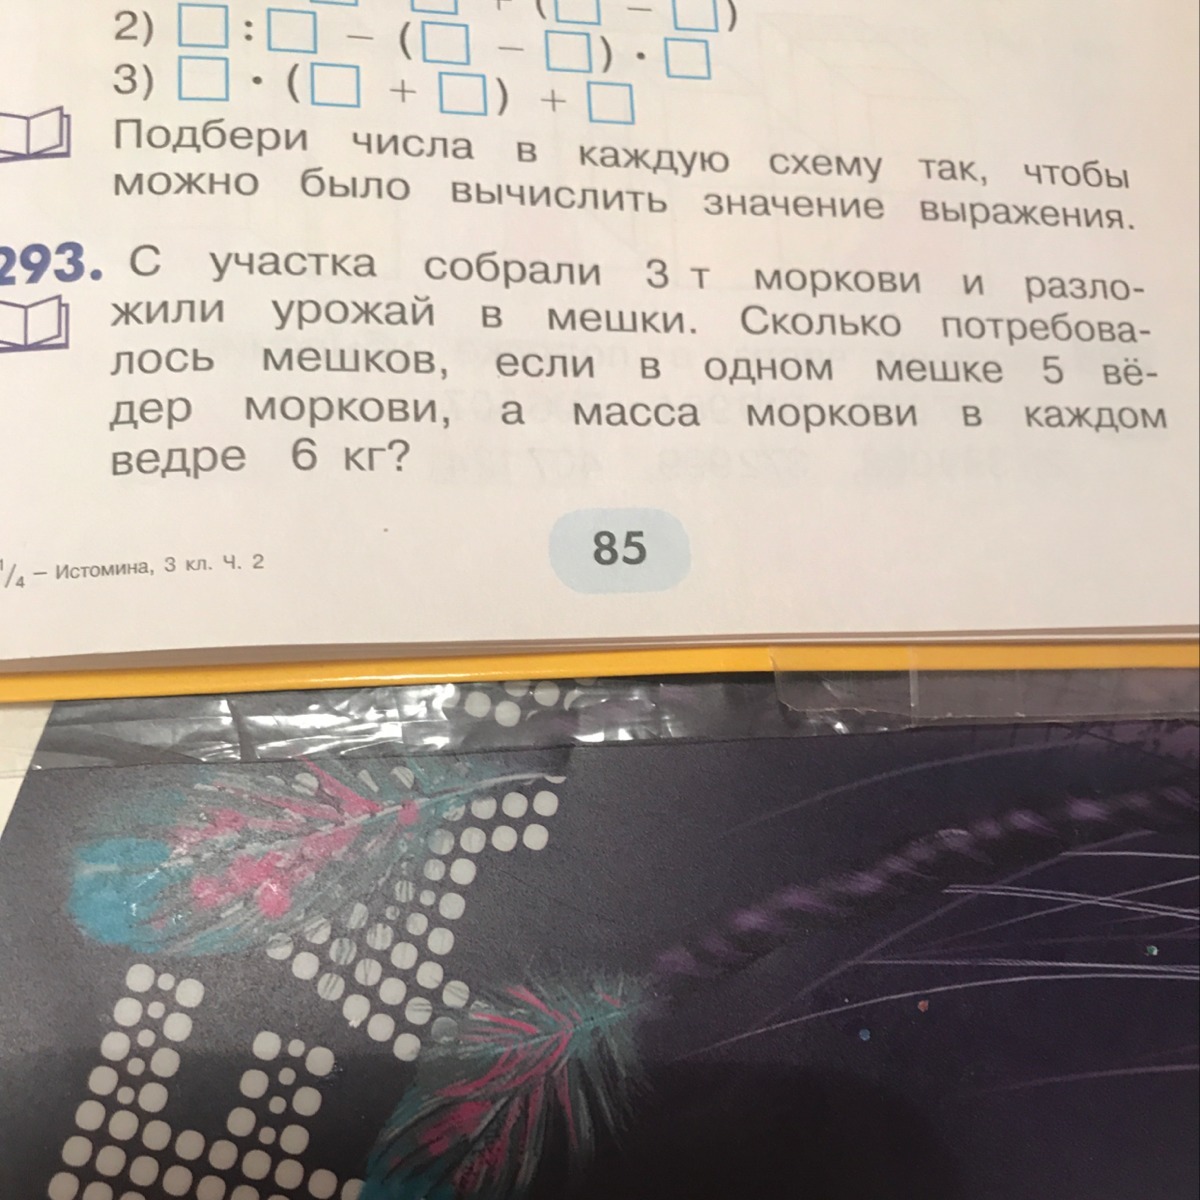 + (□ − □)
2) □ : □ − (□ − □) · □
3) □ · (□ + □) + □
Подбери числа в каждую схему так, чтобы
можно было вычислить значение выражения.
293. С участка собрали 3 т моркови и разло-
жили урожай в мешки. Сколько потребова-
лось мешков, если в одном мешке 5 вё-
дер моркови, а масса моркови в каждом
ведре 6 кг?
85
1/4 – Истомина, 3 кл. Ч. 2